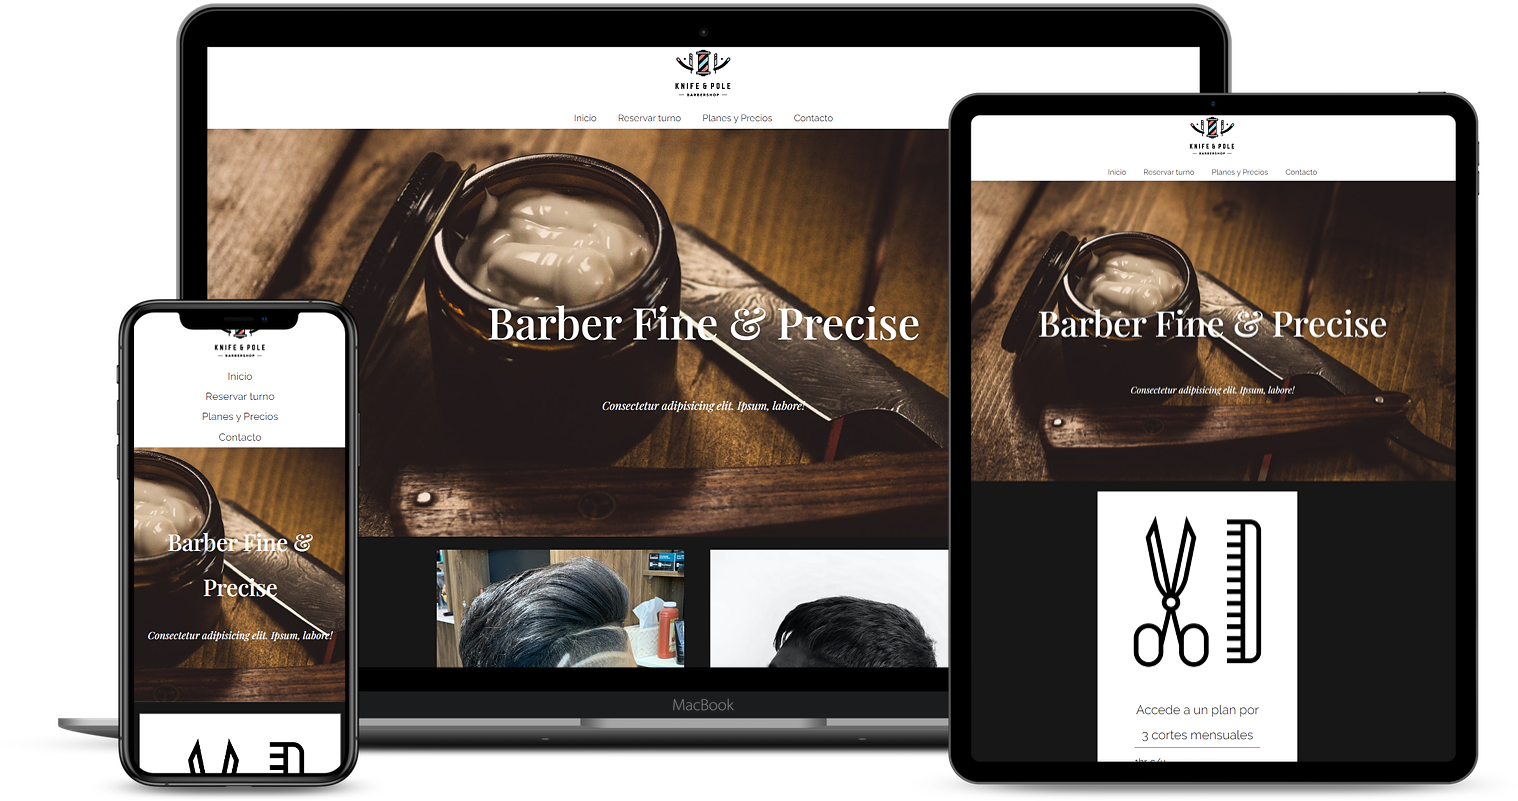 KNIFE & POLE
BARBERSHOP
Inicio
Reservar turno
Planes y Precios
Contacto
Barber Fine & Precise
Consectetur adipisicing elit. Ipsum, labore!
MacBook
KNIFE & POLE
BARBERSHOP
Inicio
Reservar turno
Planes y Precios
Contacto
Barber Fine &
Precise
Consectetur adipisicing elit. Ipsum, labore!
KNIFE & POLE
BARBERSHOP
Inicio
Reservar turno
Planes y Precios
Contacto
Barber Fine & Precise
Consectetur adipisicing elit. Ipsum, labore!
Accede a un plan por
3 cortes mensuales